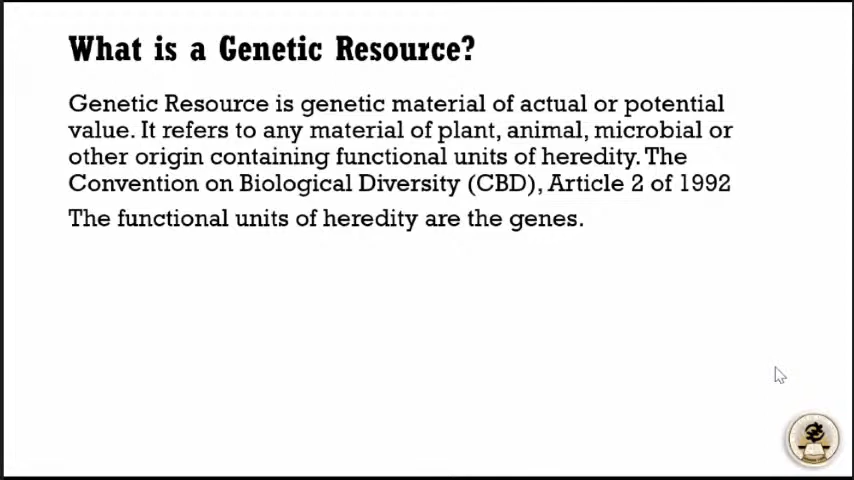 What is a Genetic Resource?
Genetic Resource is genetic material of actual or potential
value. It refers to any material of plant, animal, microbial or
other origin containing functional units of heredity. The
Convention on Biological Diversity (CBD), Article 2 of 1992
The functional units of heredity are the genes.